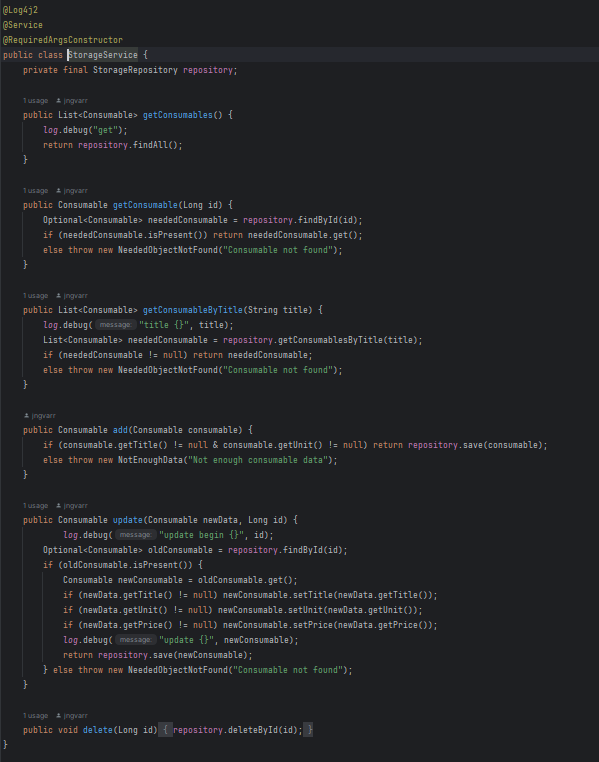 @Log4j2
@Service
@RequiredArgsConstructor
public class StorageService {
    private final StorageRepository repository;
    1 usage jngvarr
    public List<Consumable> getConsumables() {
        log.debug("get");
        return repository.findAll();
    }
    1 usage jngvarr
    public Consumable getConsumable(Long id) {
        Optional<Consumable> neededConsumable = repository.findById(id);
        if (neededConsumable.isPresent()) return neededConsumable.get();
        else throw new NeededObjectNotFound("Consumable not found");
    }
    1 usage jngvarr
    public List<Consumable> getConsumableByTitle(String title) {
        log.debug( message: "title {}", title);
        List<Consumable> neededConsumable = repository.getConsumablesByTitle(title);
        if (neededConsumable != null) return neededConsumable;
        else throw new NeededObjectNotFound("Consumable not found");
    }
    jngvarr
    public Consumable add(Consumable consumable) {
        if (consumable.getTitle() != null & consumable.getUnit() != null) return repository.save(consumable);
        else throw new NotEnoughData("Not enough consumable data");
    }
    1 usage jngvarr
    public Consumable update(Consumable newData, Long id) {
            log.debug( message: "update begin {}", id);
        Optional<Consumable> oldConsumable = repository.findById(id);
        if (oldConsumable.isPresent()) {
            Consumable newConsumable = oldConsumable.get();
            if (newData.getTitle() != null) newConsumable.setTitle(newData.getTitle());
            if (newData.getUnit() != null) newConsumable.setUnit(newData.getUnit());
            if (newData.getPrice() != null) newConsumable.setPrice(newData.getPrice());
            log.debug( message: "update {}", newConsumable);
            return repository.save(newConsumable);
        } else throw new NeededObjectNotFound("Consumable not found");
    }
    1 usage jngvarr
    public void delete(Long id) { repository.deleteById(id); }
}